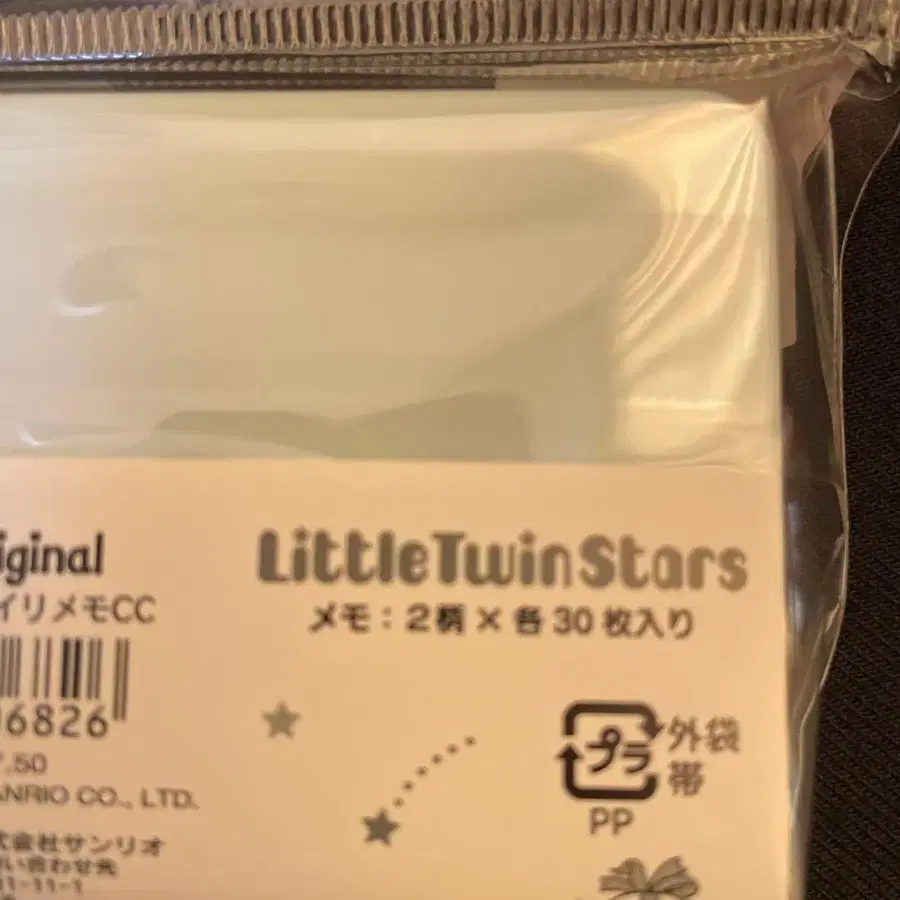 iginal
イリメモCC
6826
.50
ANRIO CO., LTD.
式会社サンリオ
い合わせ先
11-11-1
LittleTwinStars
メモ：2柄×各30枚入り
プラ
外袋
帯
PP